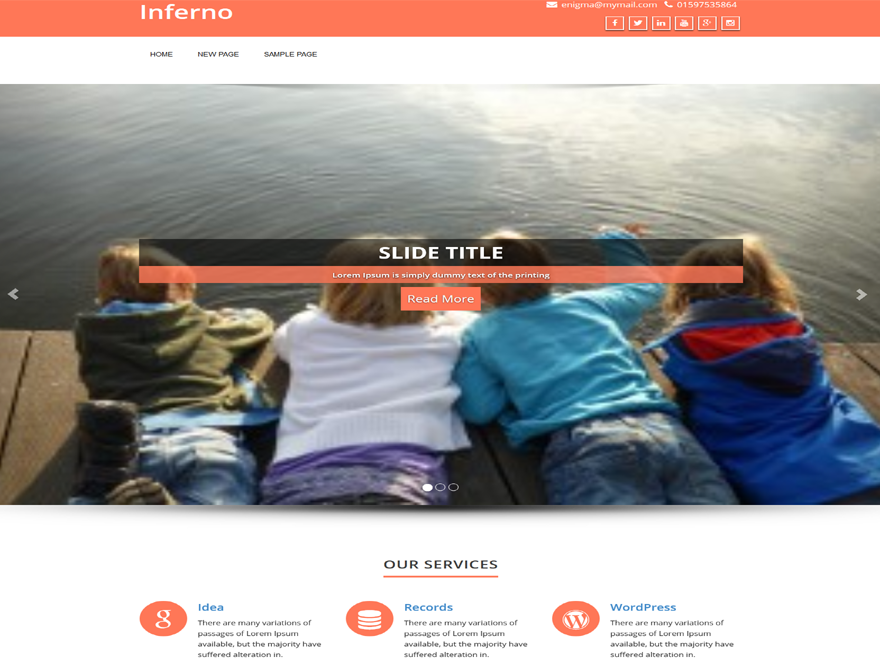 Inferno
enigma@mymail.com 01597535864
HOME NEW PAGE SAMPLE PAGE
SLIDE TITLE
Lorem Ipsum is simply dummy text of the printing
Read More
OUR SERVICES
Idea
There are many variations of
passages of Lorem Ipsum
available, but the majority have
suffered alteration in.
Records
There are many variations of
passages of Lorem Ipsum
available, but the majority have
suffered alteration in.
WordPress
There are many variations of
passages of Lorem Ipsum
available, but the majority have
suffered alteration in.